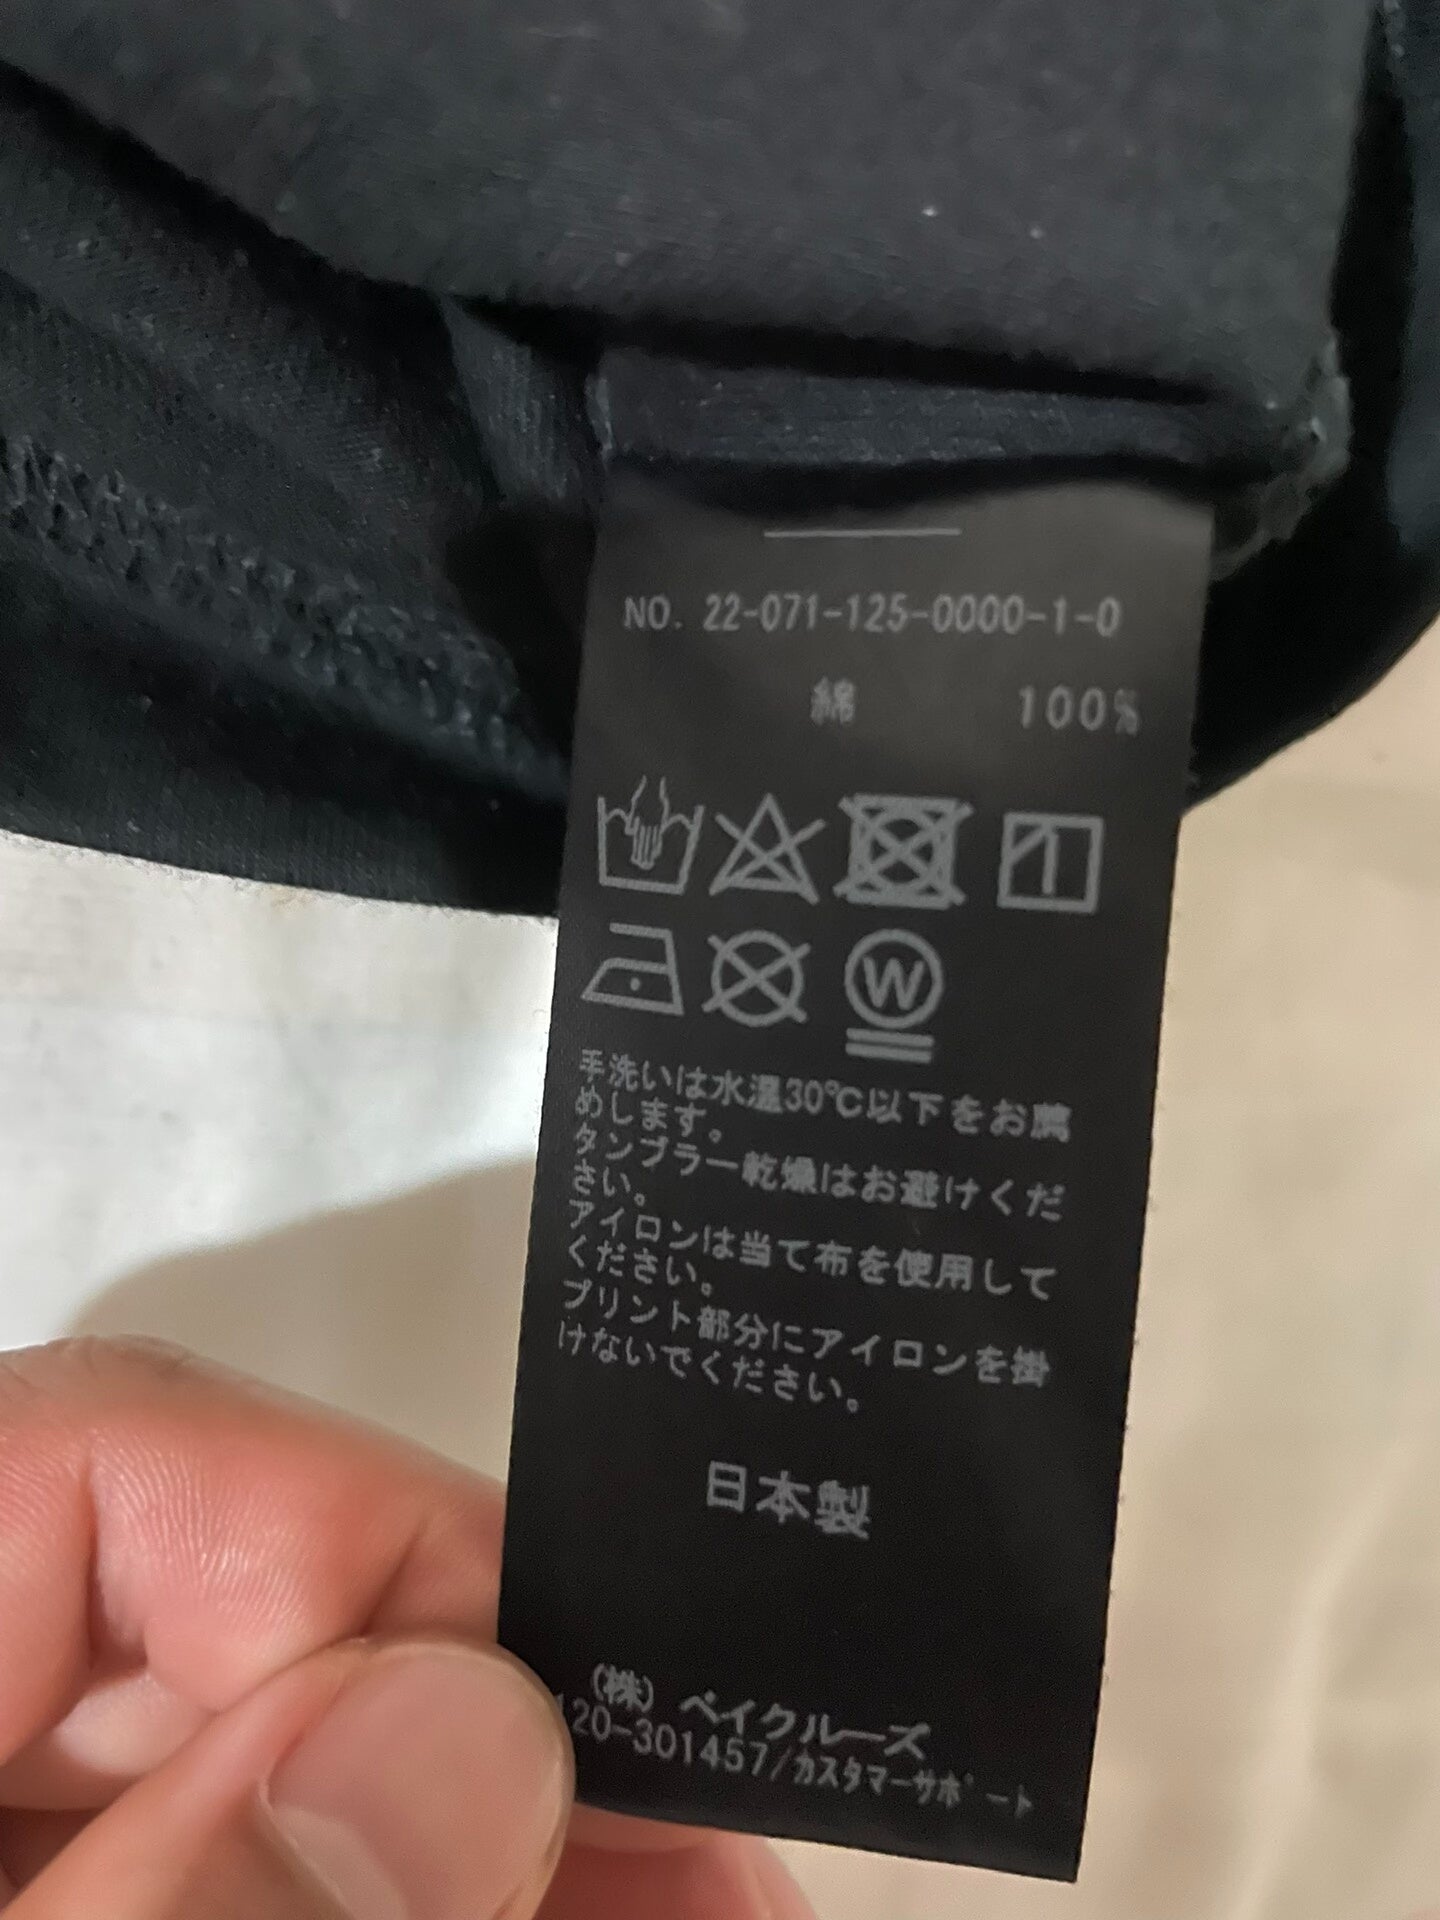 NO. 22-071-125-0000-1-0
綿 100%
W
手洗いは水温30℃以下をお薦
めします。
タンブラー乾燥はお避けくだ
さい。
アイロンは当て布を使用して
ください。
プリント部分にアイロンを掛
けないでください。
日本製
(株) ベイクルーズ
120-301457/カスタマーサポート